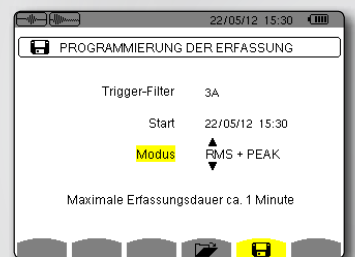 22/05/12 15:30
PROGRAMMIERUNG DER ERFASSUNG
Trigger-Filter 3A
Start 22/05/12 15:30
Modus RMS + PEAK
Maximale Erfassungsdauer ca. 1 Minute